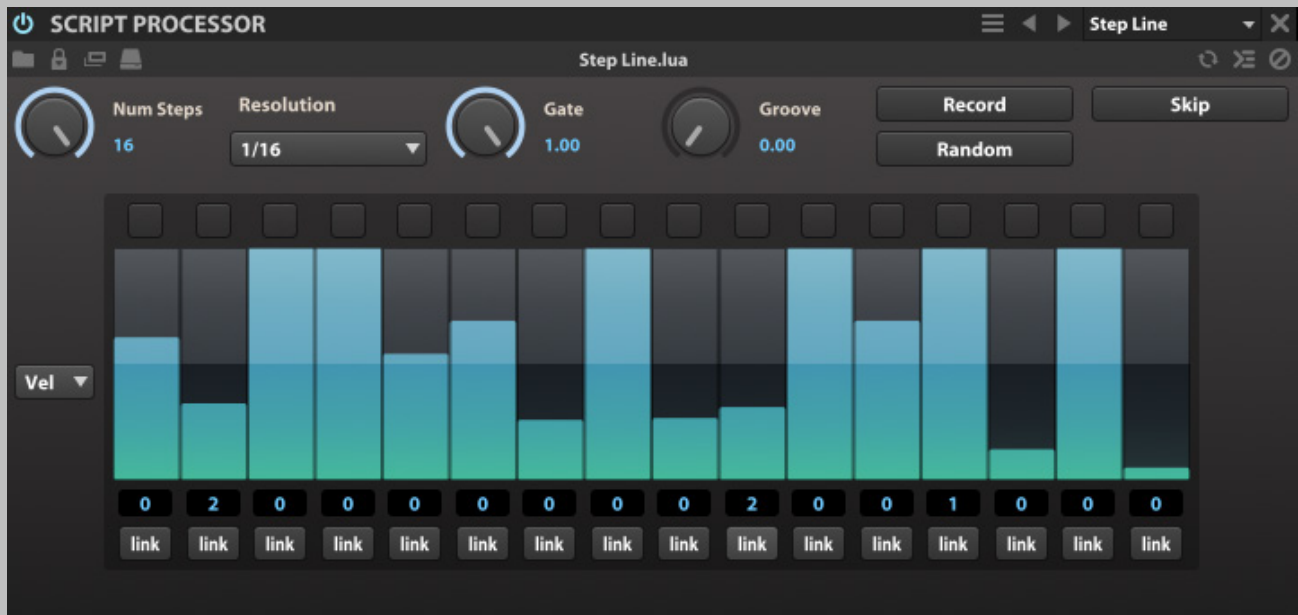 SCRIPT PROCESSOR Step Line
Step Line.lua
Num Steps Resolution Gate Groove Record Skip
16 1/16 1.00 0.00 Random
Vel
0 2 0 0 0 0 0 0 0 2 0 0 1 0 0 0
link link link link link link link link link link link link link link link link